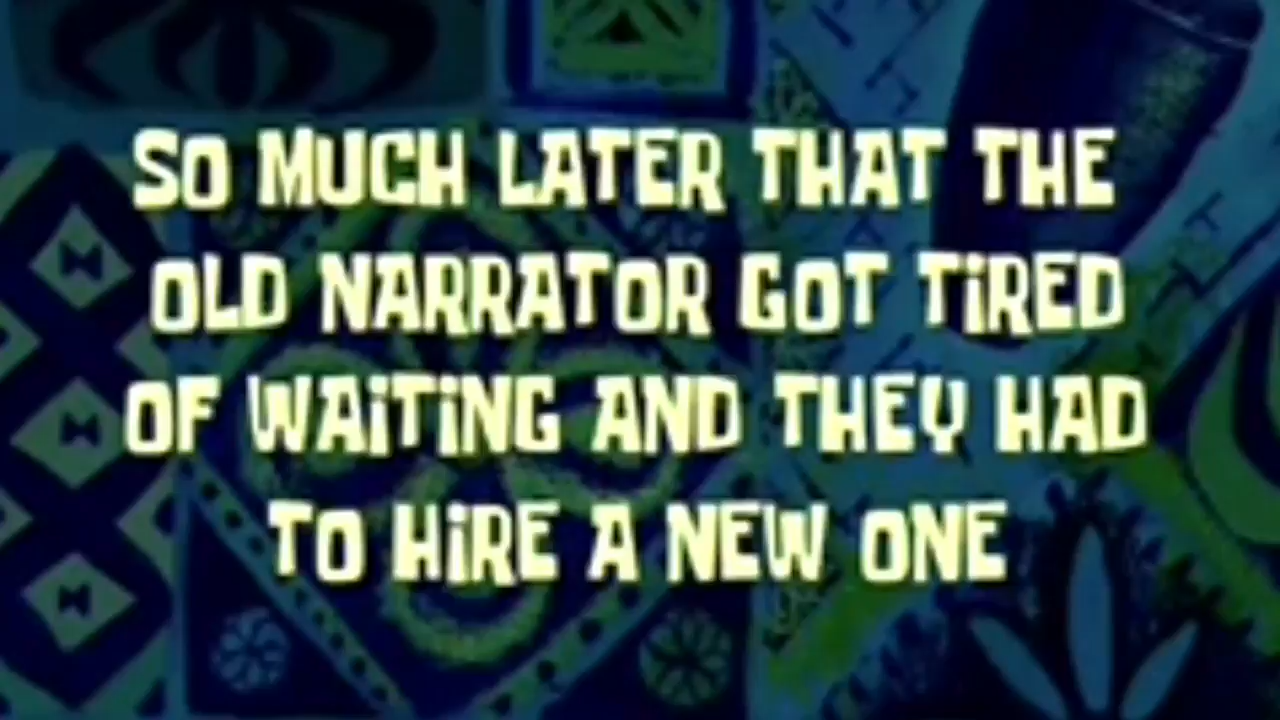 SO MUCH LATER THAT THE
OLD NARRATOR GOT TiRED
OF WAiTiNG AND THEY HAD
TO HiRE A NEW ONE